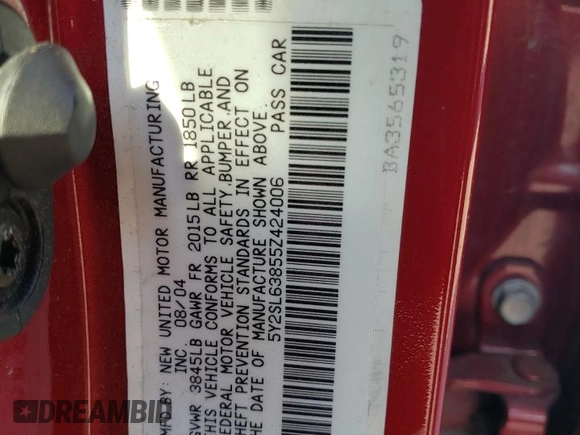 MFD.BY: NEW UNITED MOTOR MANUFACTURING
INC. 08/04
GVWR 3845LB GAWR FR 2015LB RR 1850LB
THIS VEHICLE CONFORMS TO ALL APPLICABLE
FEDERAL MOTOR VEHICLE SAFETY,BUMPER,AND
THEFT PREVENTION STANDARDS IN EFFECT ON
THE DATE OF MANUFACTURE SHOWN ABOVE.
5Y2SL63855Z424006 PASS CAR
BA3565319
DREAMBID